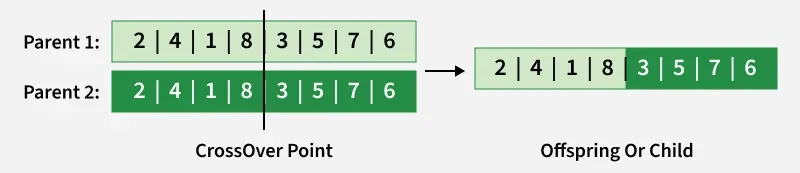 Parent 1: 2 | 4 | 1 | 8 | 3 | 5 | 7 | 6
Parent 2: 2 | 4 | 1 | 8 | 3 | 5 | 7 | 6
2 | 4 | 1 | 8 | 3 | 5 | 7 | 6
CrossOver Point
Offspring Or Child